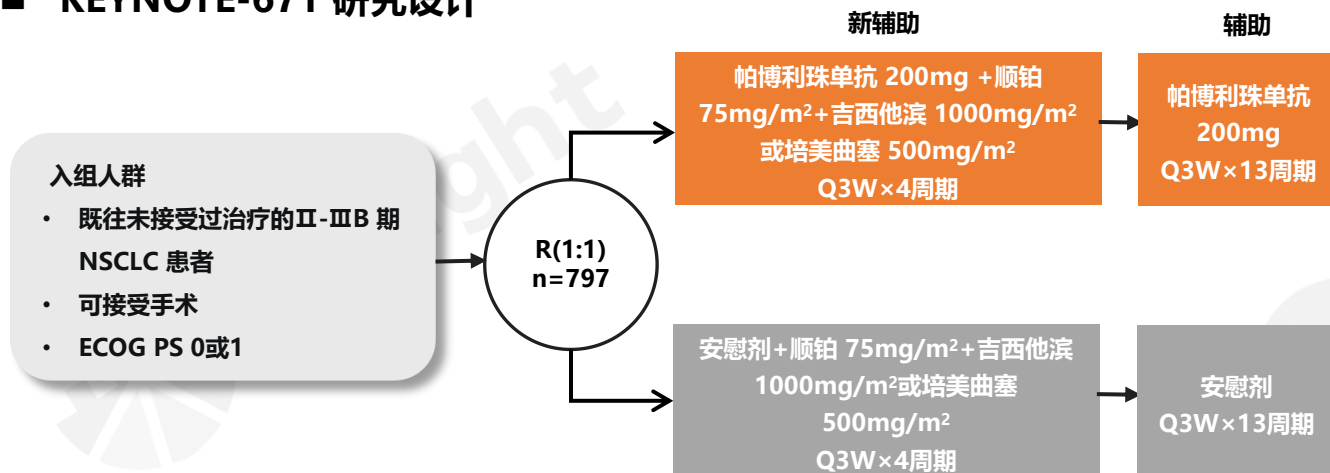 KEYNOTE-671 研究设计
新辅助
辅助
帕博利珠单抗 200mg +顺铂
75mg/m²+吉西他滨 1000mg/m²
或培美曲塞 500mg/m²
Q3W×4周期
帕博利珠单抗
200mg
Q3W×13周期
入组人群
• 既往未接受过治疗的Ⅱ-ⅢB 期
NSCLC 患者
• 可接受手术
• ECOG PS 0或1
R(1:1)
n=797
安慰剂+顺铂 75mg/m²+吉西他滨
1000mg/m²或培美曲塞
500mg/m²
Q3W×4周期
安慰剂
Q3W×13周期